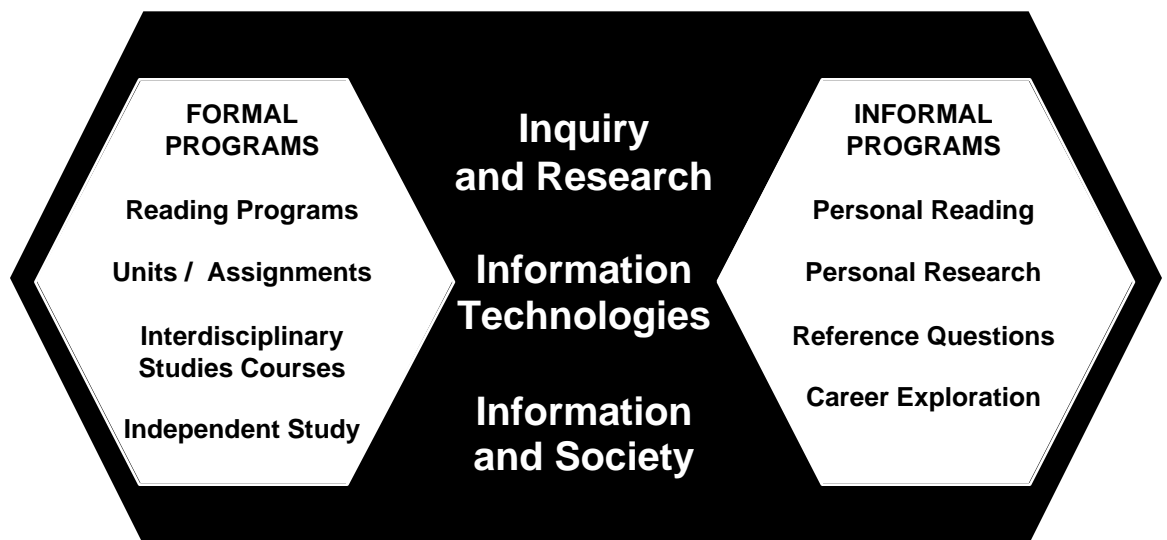 FORMAL
PROGRAMS
Reading Programs
Units / Assignments
Interdisciplinary
Studies Courses
Independent Study
Inquiry
and Research
Information
Technologies
Information
and Society
INFORMAL
PROGRAMS
Personal Reading
Personal Research
Reference Questions
Career Exploration